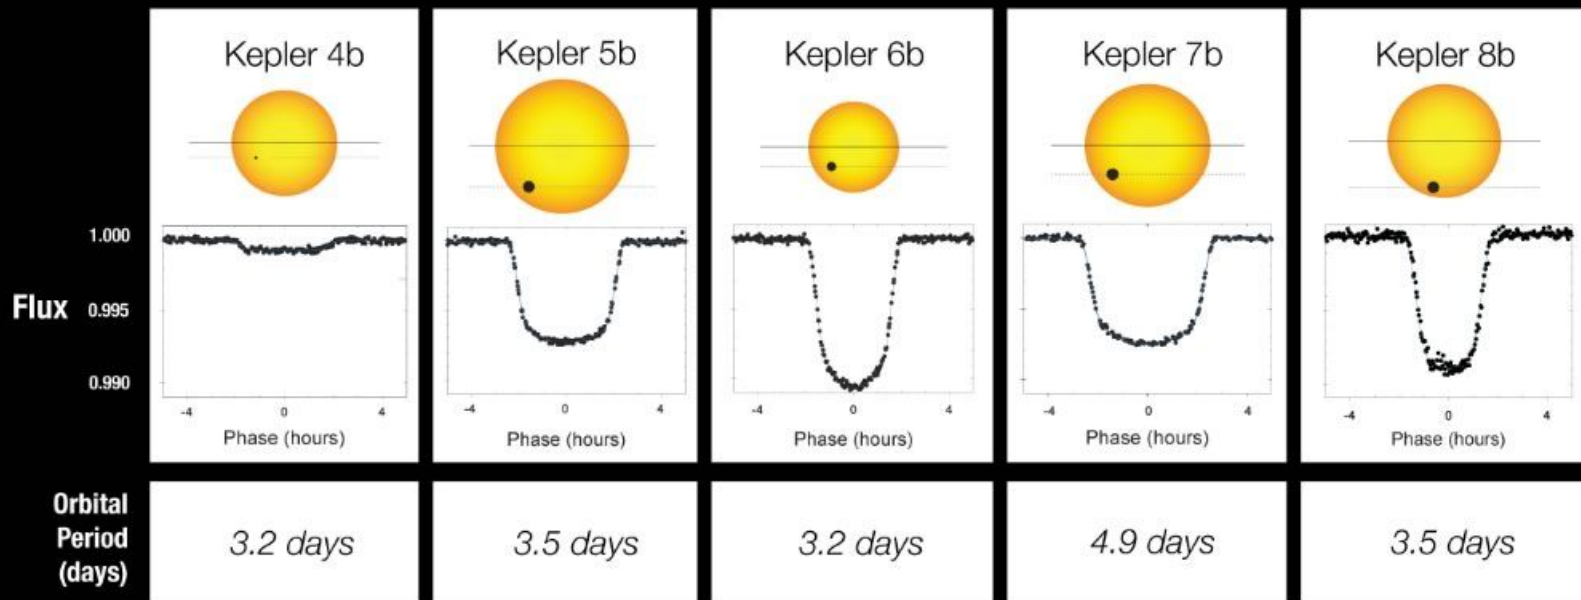 Kepler 4b
Kepler 5b
Kepler 6b
Kepler 7b
Kepler 8b
Flux
1.000
0.995
0.990
-4 0 4
-4 0 4
-4 0 4
-4 0 4
-4 0 4
Phase (hours)
Phase (hours)
Phase (hours)
Phase (hours)
Phase (hours)
Orbital
Period
(days)
3.2 days
3.5 days
3.2 days
4.9 days
3.5 days